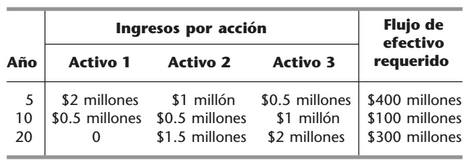 Ingresos por acción Flujo de
efectivo
Año Activo 1 Activo 2 Activo 3 requerido
5 $2 millones $1 millón $0.5 millones $400 millones
10 $0.5 millones $0.5 millones $1 millón $100 millones
20 0 $1.5 millones $2 millones $300 millones